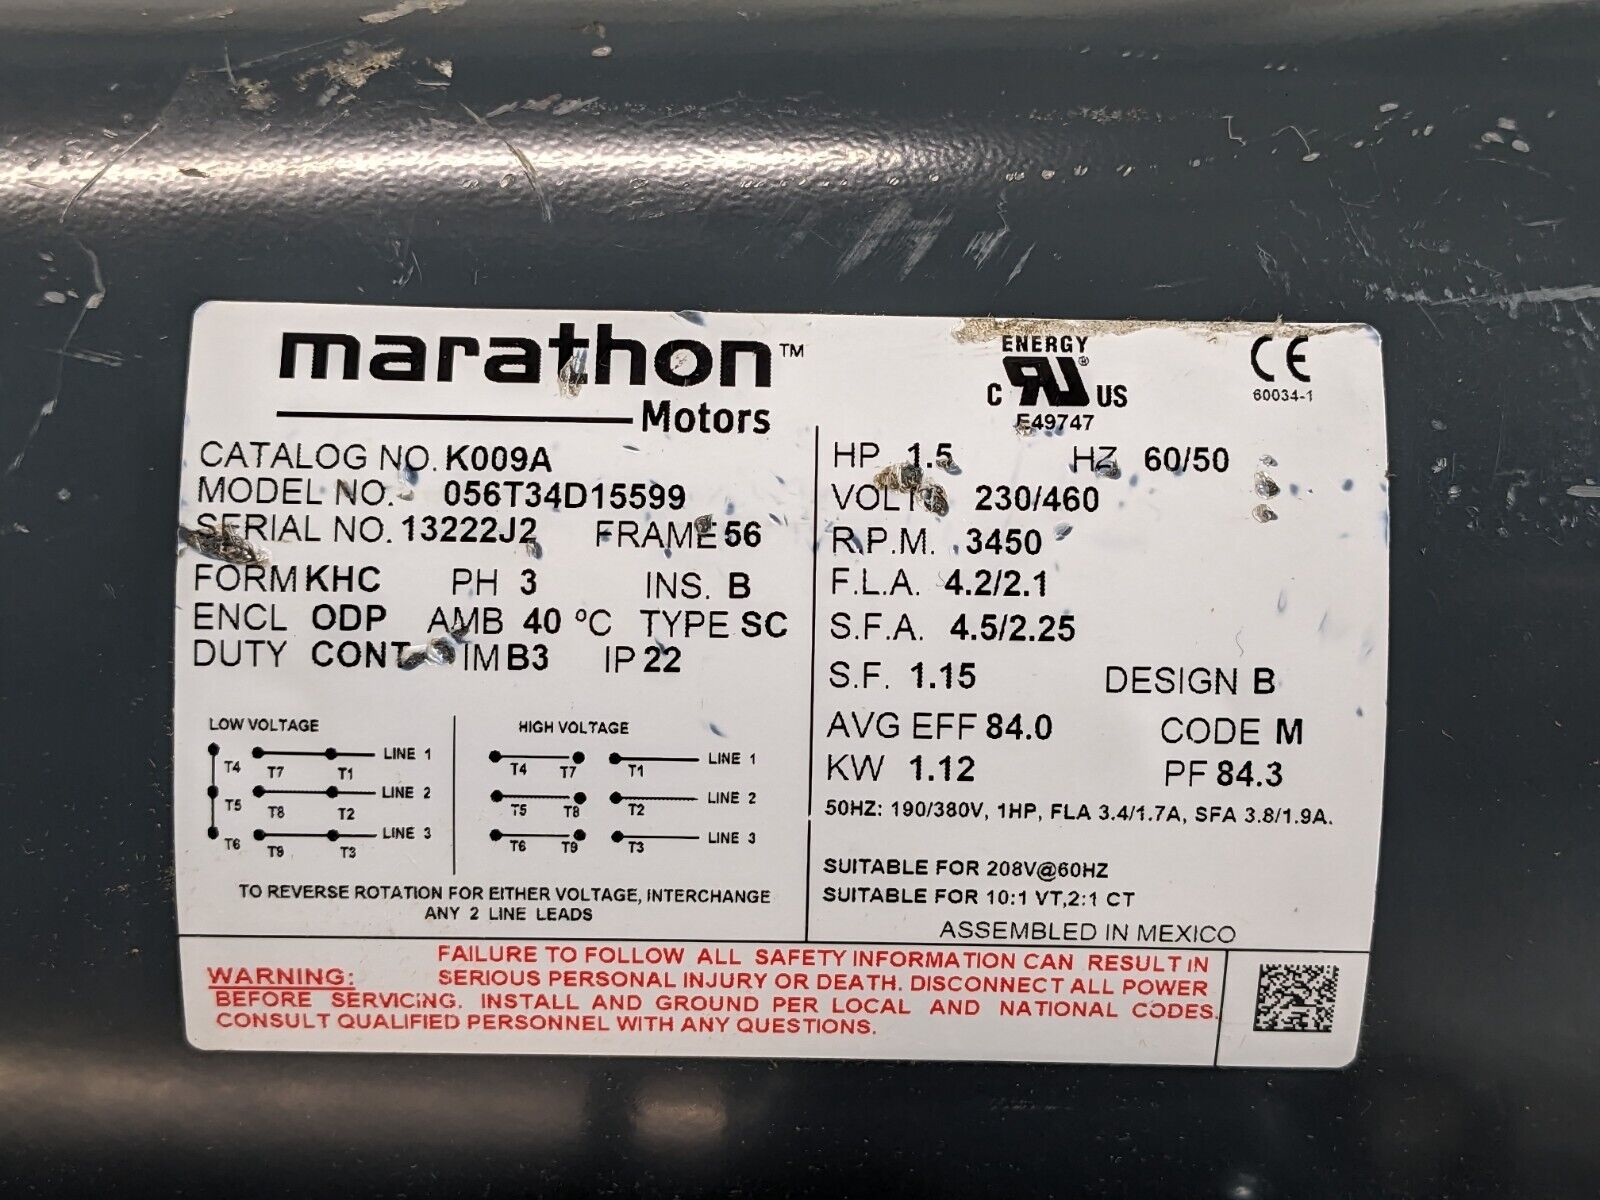 marathon™
Motors
CATALOG NO. K009A
MODEL NO. 056T34D15599
SERIAL NO. 13222J2 FRAME 56
FORM KHC PH 3 INS. B
ENCL ODP AMB 40 ºC TYPE SC
DUTY CONT IM B3 IP 22
LOW VOLTAGE
T4 T7 T1 LINE 1
T5 T8 T2 LINE 2
T6 T9 T3 LINE 3
HIGH VOLTAGE
T4 T7 T1 LINE 1
T5 T8 T2 LINE 2
T6 T9 T3 LINE 3
TO REVERSE ROTATION FOR EITHER VOLTAGE, INTERCHANGE
ANY 2 LINE LEADS
ENERGY
C RU® US
E49747
CE
60034-1
HP 1.5 HZ 60/50
VOLTS 230/460
R.P.M. 3450
F.L.A. 4.2/2.1
S.F.A. 4.5/2.25
S.F. 1.15 DESIGN B
AVG EFF 84.0 CODE M
KW 1.12 PF 84.3
50HZ: 190/380V, 1HP, FLA 3.4/1.7A, SFA 3.8/1.9A.
SUITABLE FOR 208V@60HZ
SUITABLE FOR 10:1 VT,2:1 CT
ASSEMBLED IN MEXICO
FAILURE TO FOLLOW ALL SAFETY INFORMATION CAN RESULT IN
WARNING: SERIOUS PERSONAL INJURY OR DEATH. DISCONNECT ALL POWER
BEFORE SERVICING. INSTALL AND GROUND PER LOCAL AND NATIONAL CODES.
CONSULT QUALIFIED PERSONNEL WITH ANY QUESTIONS.